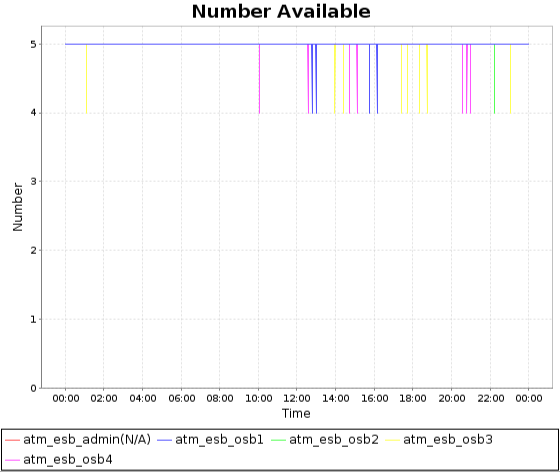 Number Available
5
4
3
2
1
0
Number
00:00 02:00 04:00 06:00 08:00 10:00 12:00 14:00 16:00 18:00 20:00 22:00 00:00
Time
atm_esb_admin(N/A) atm_esb_osb1 atm_esb_osb2 atm_esb_osb3
atm_esb_osb4